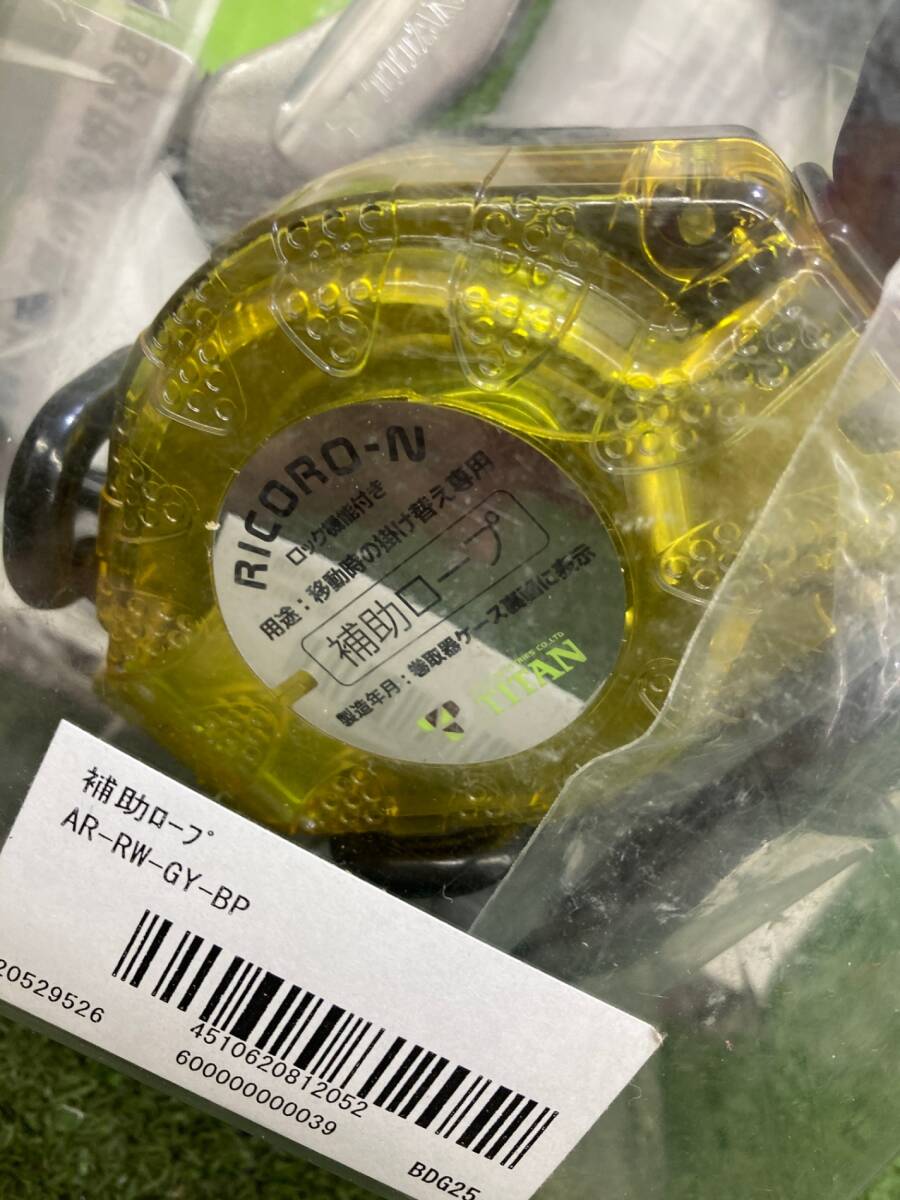 RICORO-N
ロック機能付き
用途：移動時の掛け替え専用
補助ロープ
製造年月：巻取器ケース裏面に表示
TITAN
補助ロープ
AR-RW-GY-BP
20529526
4510620812052
600000000039
BDG25